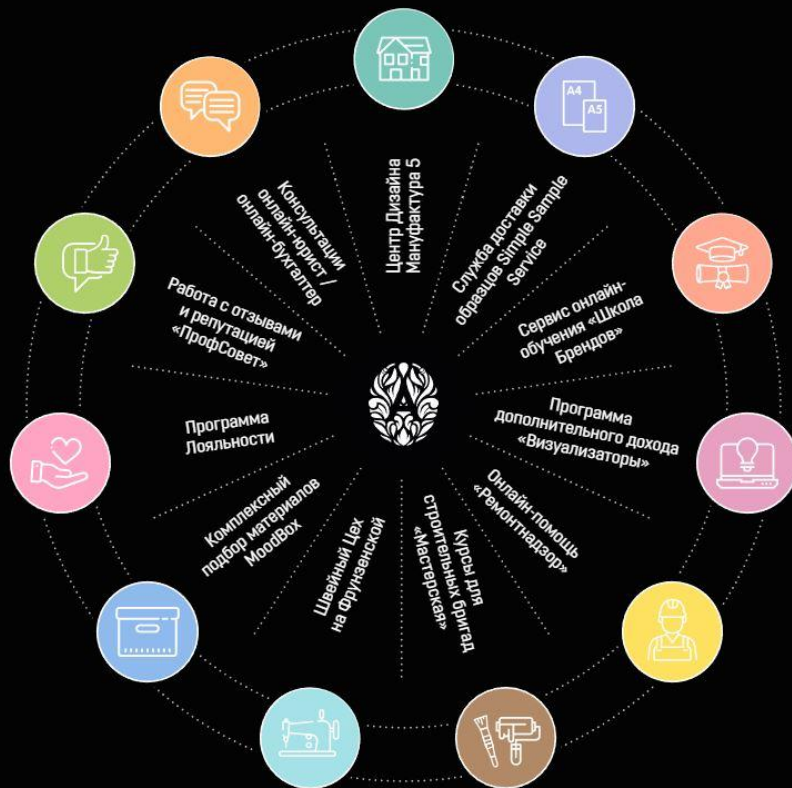 Центр Дизайна
Мануфактура 5
A4
A5
Служба доставки
образцов Simple Sample
Service
Сервис онлайн-
обучения «Школа
Брендов»
Программа
дополнительного дохода
«Визуализаторы»
Онлайн-помощь
«Ремонтнадзор»
Курсы для
строительных бригад
«Мастерская»
Швейный Цех
на Фрунзенской
Комплексный
подбор материалов
MoodBox
Программа
Лояльности
Работа с отзывами
и репутацией
«ПрофСовет»
Консультации
онлайн-юрист /
онлайн-бухгалтер
A